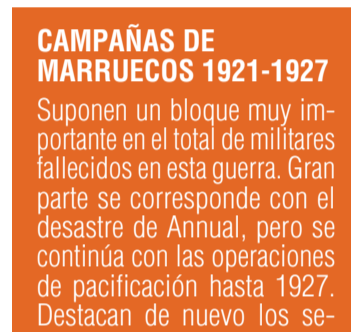 CAMPAÑAS DE
MARRUECOS 1921-1927
Suponen un bloque muy im-
portante en el total de militares
fallecidos en esta guerra. Gran
parte se corresponde con el
desastre de Annual, pero se
continúa con las operaciones
de pacificación hasta 1927.
Destacan de nuevo los se-